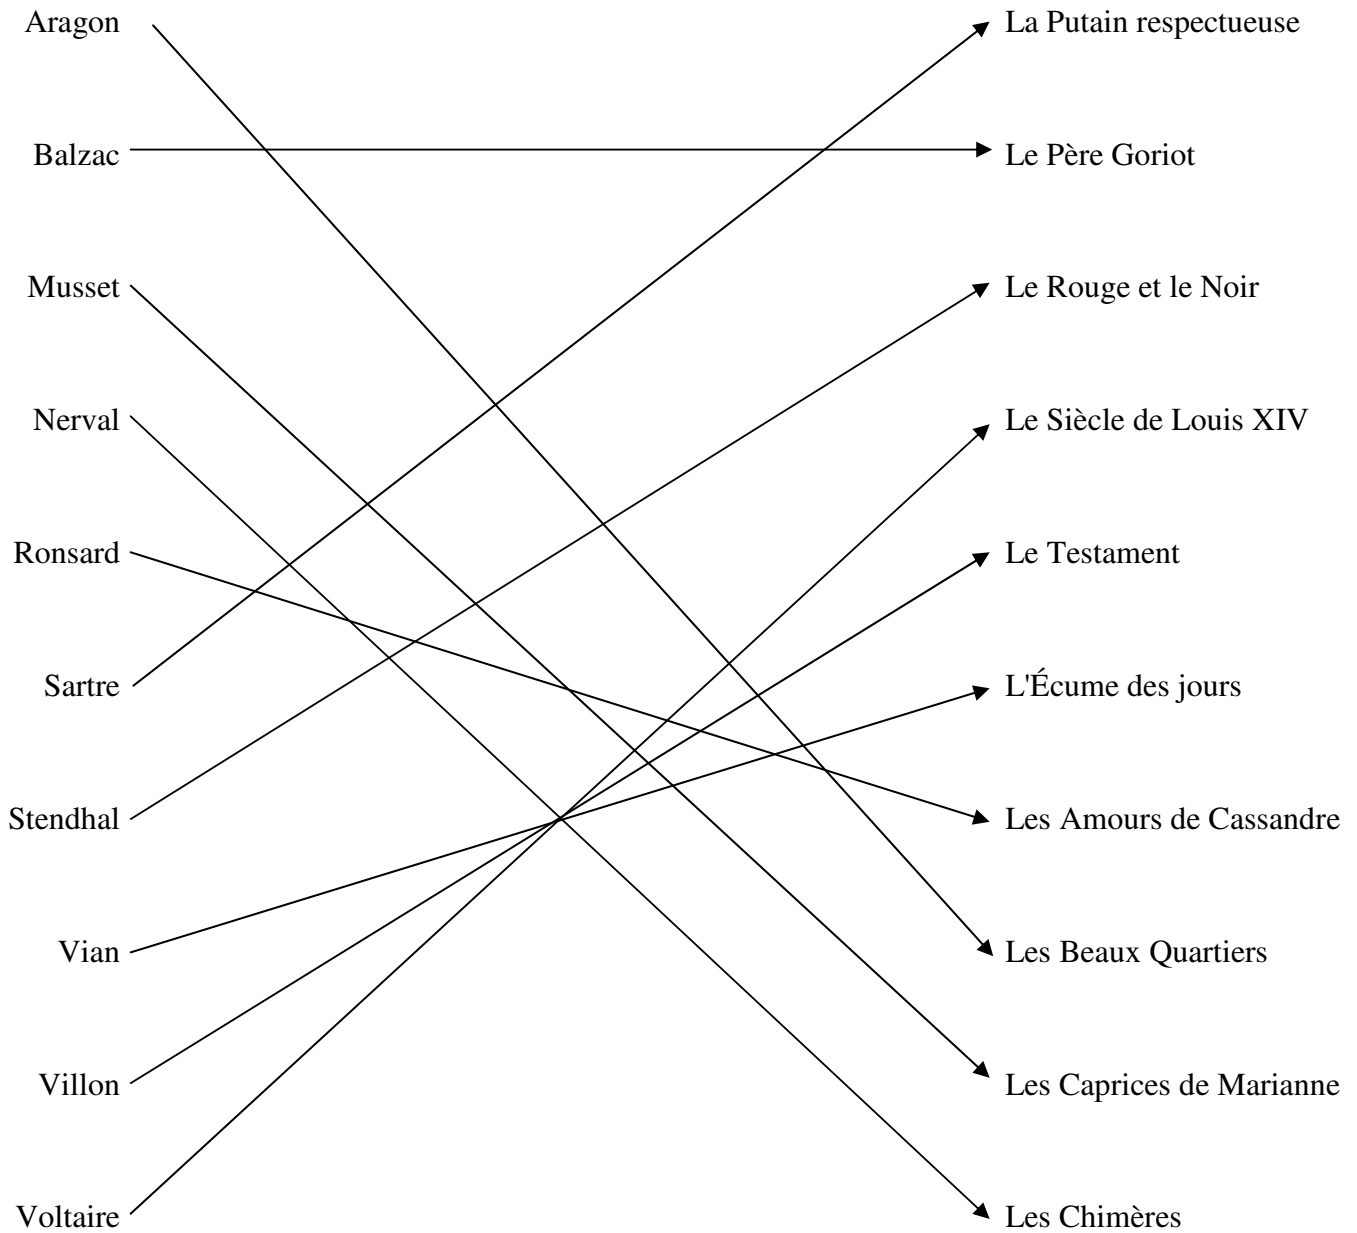 Aragon La Putain respectueuse
Balzac Le Père Goriot
Musset Le Rouge et le Noir
Nerval Le Siècle de Louis XIV
Ronsard Le Testament
Sartre L'Écume des jours
Stendhal Les Amours de Cassandre
Vian Les Beaux Quartiers
Villon Les Caprices de Marianne
Voltaire Les Chimères